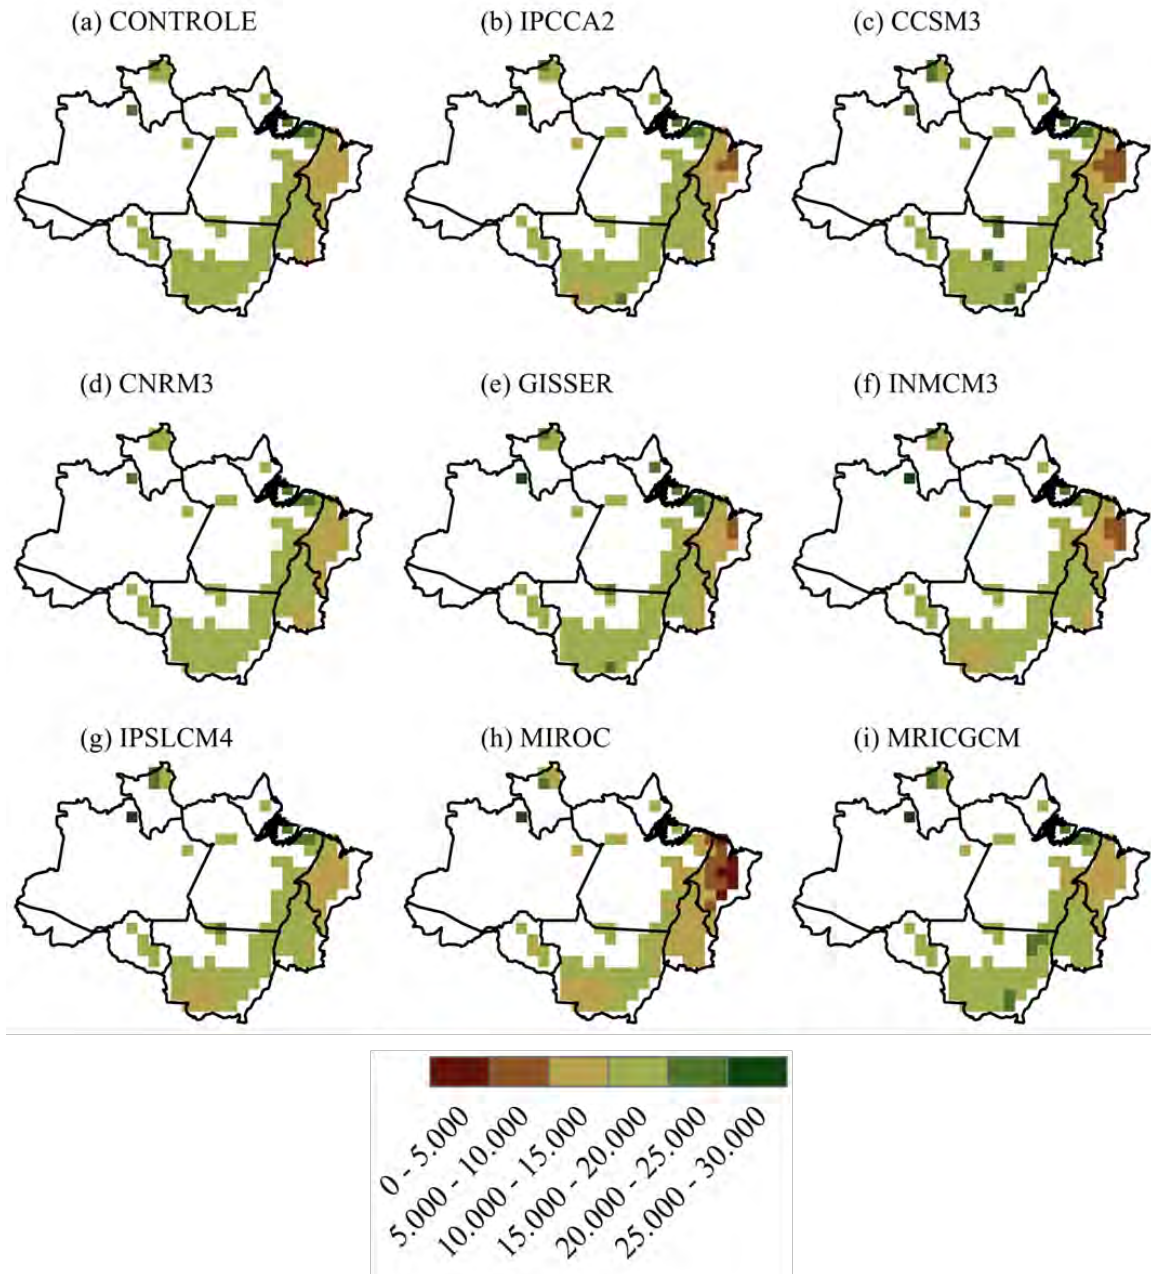 (a) CONTROLE
(b) IPCCA2
(c) CCSM3
(d) CNRM3
(e) GISSER
(f) INMCM3
(g) IPSLCM4
(h) MIROC
(i) MRICGCM
0 - 5.000
5.000 - 10.000
10.000 - 15.000
15.000 - 20.000
20.000 - 25.000
25.000 - 30.000